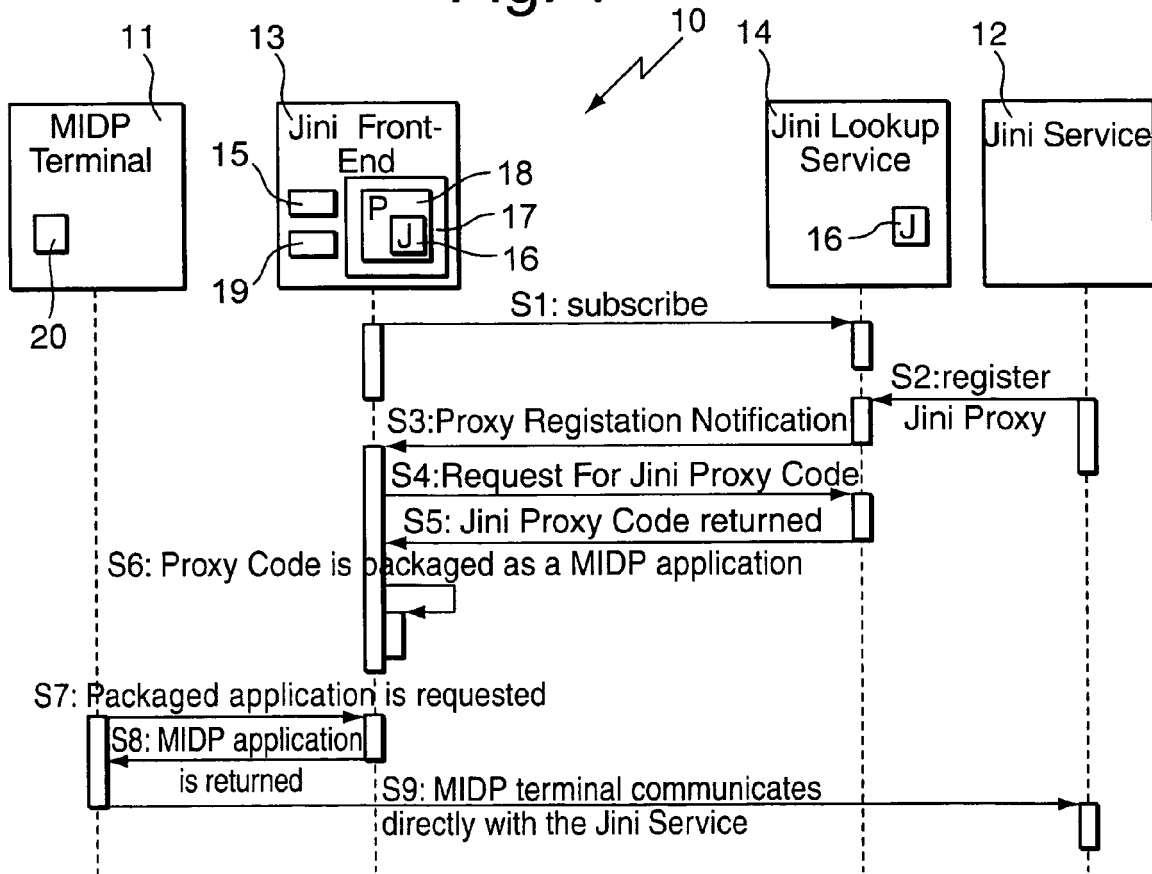 10
11
13
14
12
MIDP
Terminal
Jini Front-
End
Jini Lookup
Service
Jini Service
15
18
P
J
17
16
19
16
J
20
S1: subscribe
S2:register
Jini Proxy
S3:Proxy Registation Notification
S4:Request For Jini Proxy Code
S5: Jini Proxy Code returned
S6: Proxy Code is packaged as a MIDP application
S7: Packaged application is requested
S8: MIDP application
is returned
S9: MIDP terminal communicates
directly with the Jini Service